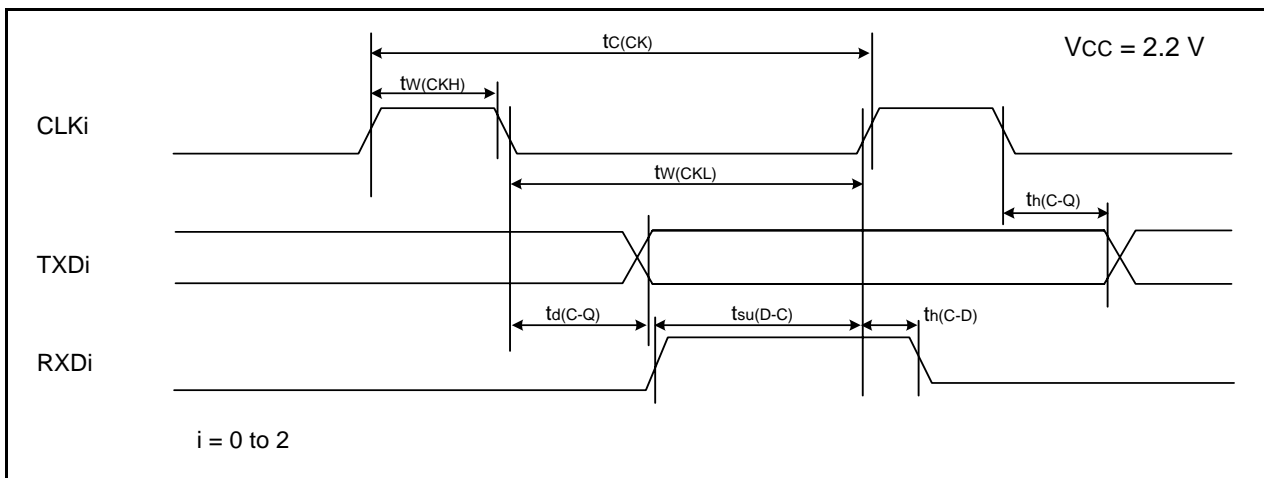 tC(CK)
VCC = 2.2 V
tW(CKH)
CLKi
tW(CKL)
th(C-Q)
TXDi
td(C-Q)
tsu(D-C)
th(C-D)
RXDi
i = 0 to 2